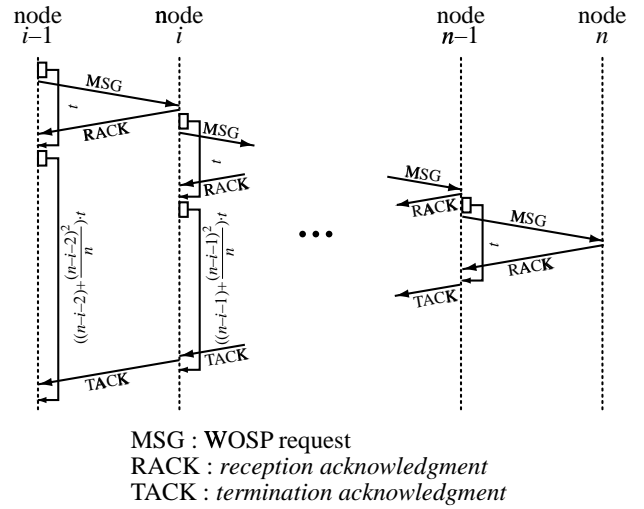 node
i–1
node
i
node
n–1
node
n
MSG
t
RACK
MSG
t
RACK
MSG
RACK
MSG
t
RACK
TACK
((n–i–2)+(n–i–2)²/n)·t
((n–i–1)+(n–i–1)²/n)·t
TACK
TACK
MSG : WOSP request
RACK : reception acknowledgment
TACK : termination acknowledgment